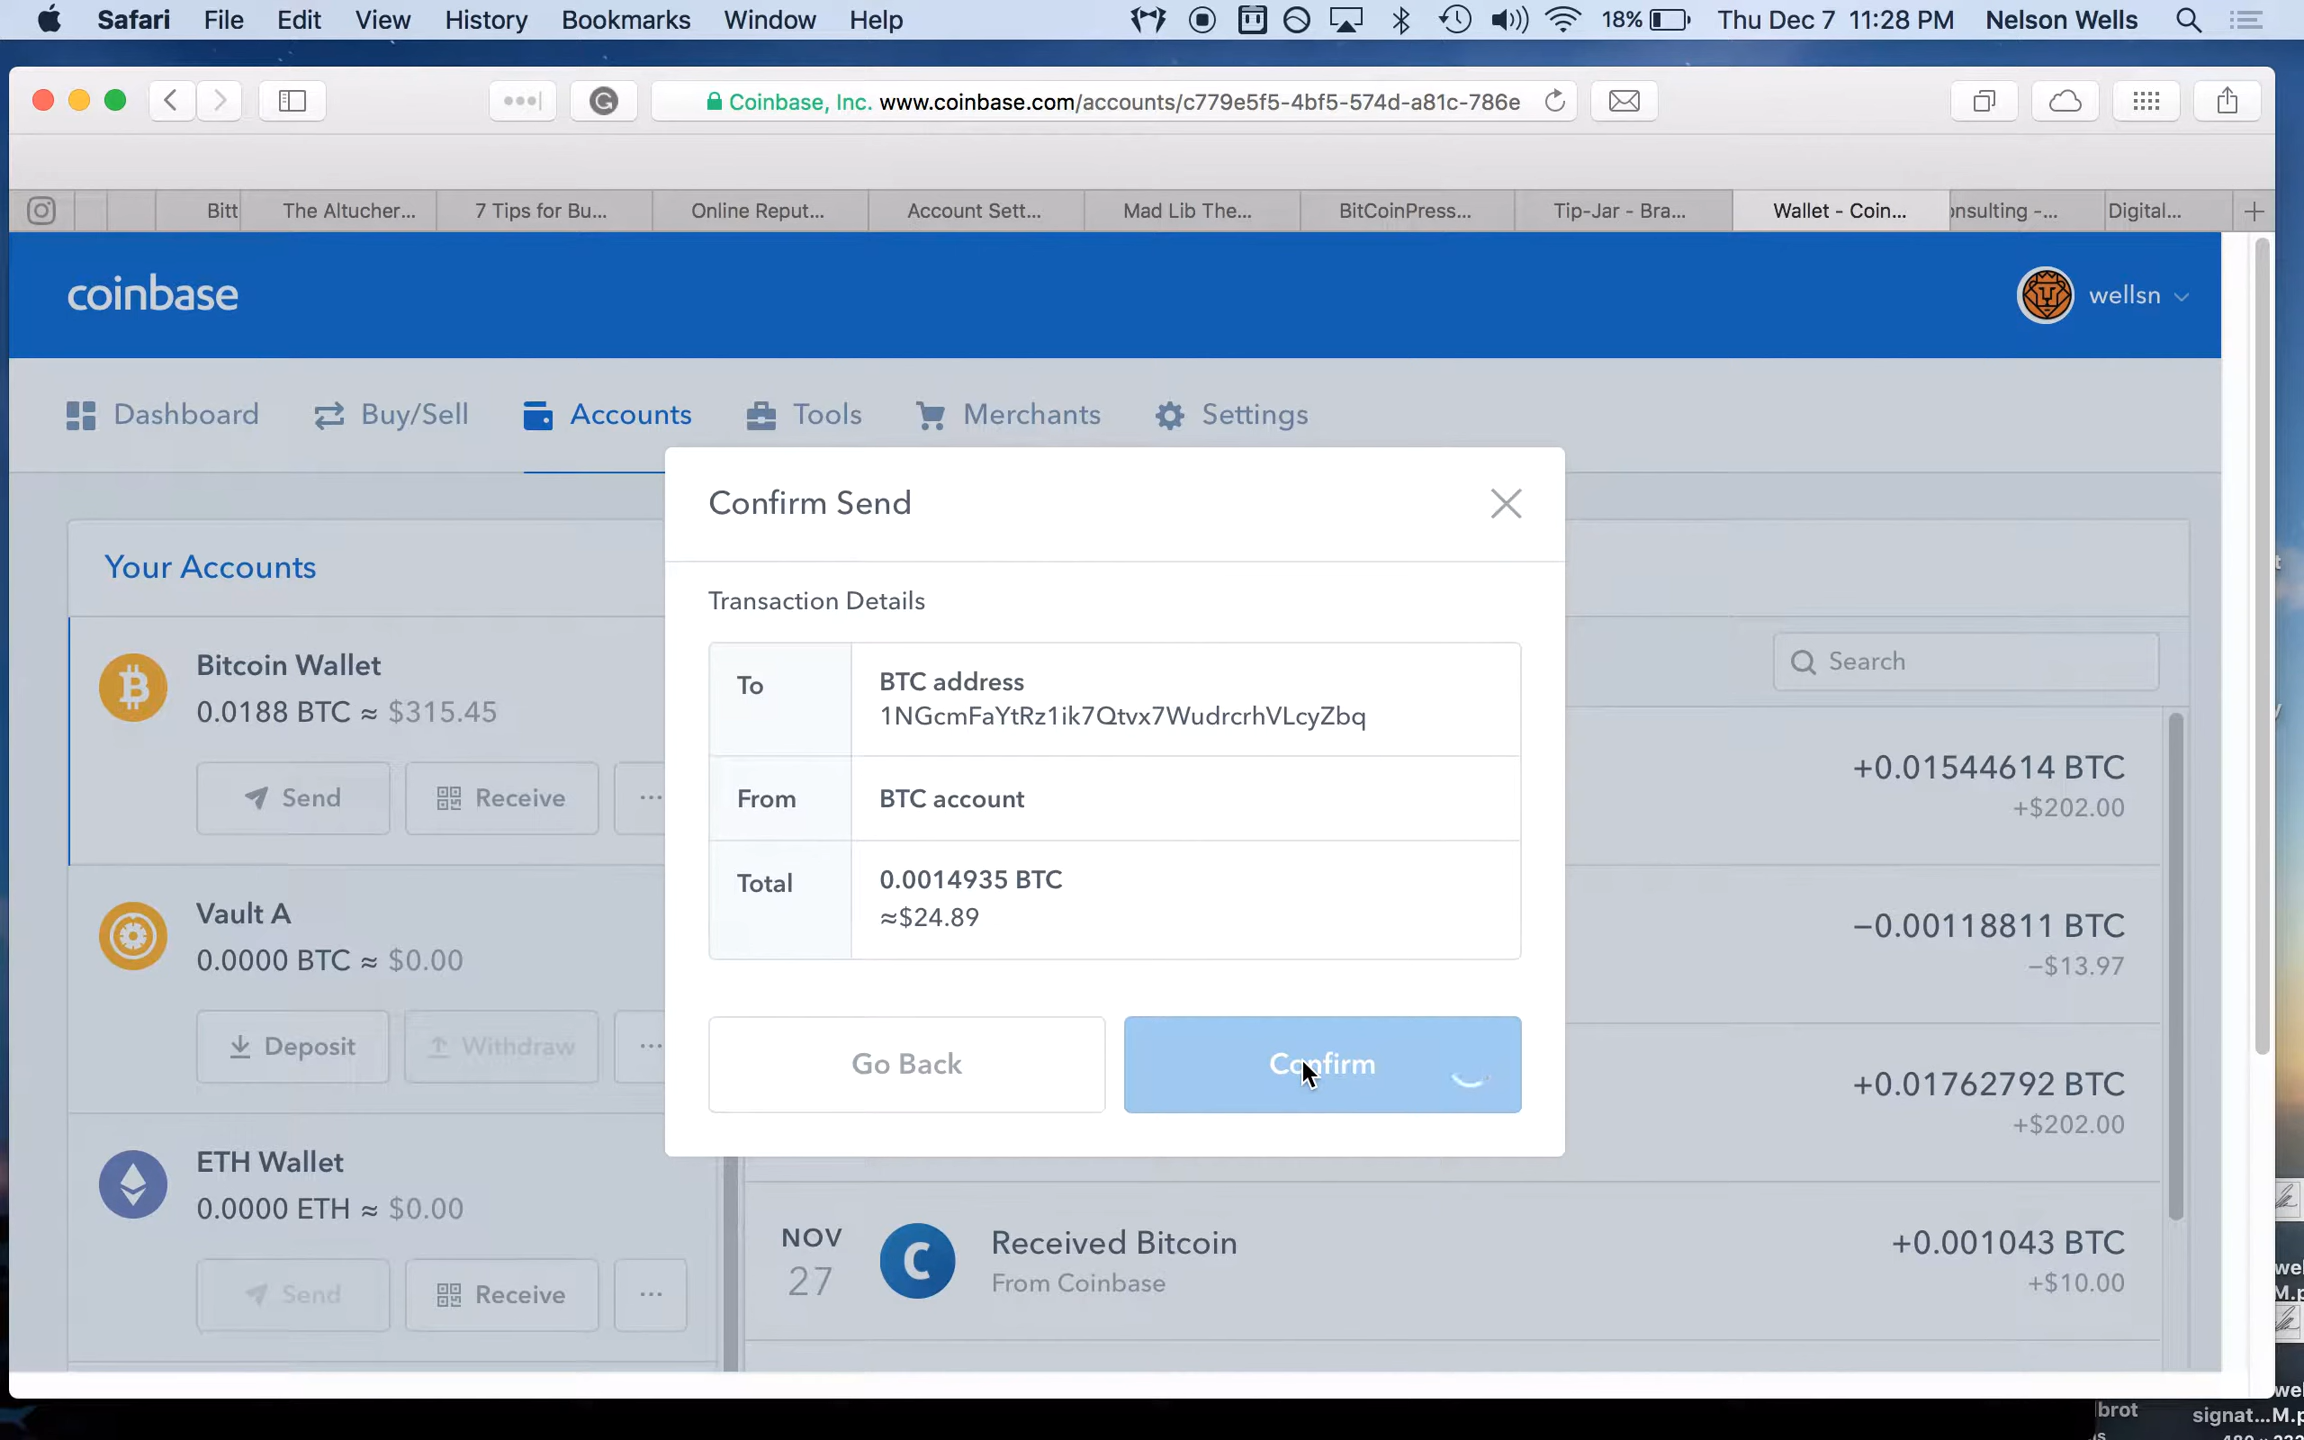 Safari File Edit View History Bookmarks Window Help 18% Thu Dec 7 11:28 PM Nelson Wells
Coinbase, Inc. www.coinbase.com/accounts/c779e5f5-4bf5-574d-a81c-786e
Bitt The Altucher... 7 Tips for Bu... Online Reput... Account Sett... Mad Lib The... BitCoinPress... Tip-Jar - Bra... Wallet - Coin... onsulting -... Digital...
coinbase
wellsn
Dashboard Buy/Sell Accounts Tools Merchants Settings
Your Accounts
Bitcoin Wallet
0.0188 BTC ≈ $315.45
Send Receive ...
Vault A
0.0000 BTC ≈ $0.00
Deposit Withdraw ...
ETH Wallet
0.0000 ETH ≈ $0.00
Send Receive ...
Confirm Send
Transaction Details
To
BTC address
1NGcmFaYtRz1ik7Qtvx7WudrcrhVLcyZbq
From BTC account
Total
0.0014935 BTC
≈$24.89
Go Back Confirm
Search
+0.01544614 BTC
+$202.00
−0.00118811 BTC
−$13.97
+0.01762792 BTC
+$202.00
NOV
27
Received Bitcoin
From Coinbase
+0.001043 BTC
+$10.00
wel
M.p
wel
brot
signat...M.p